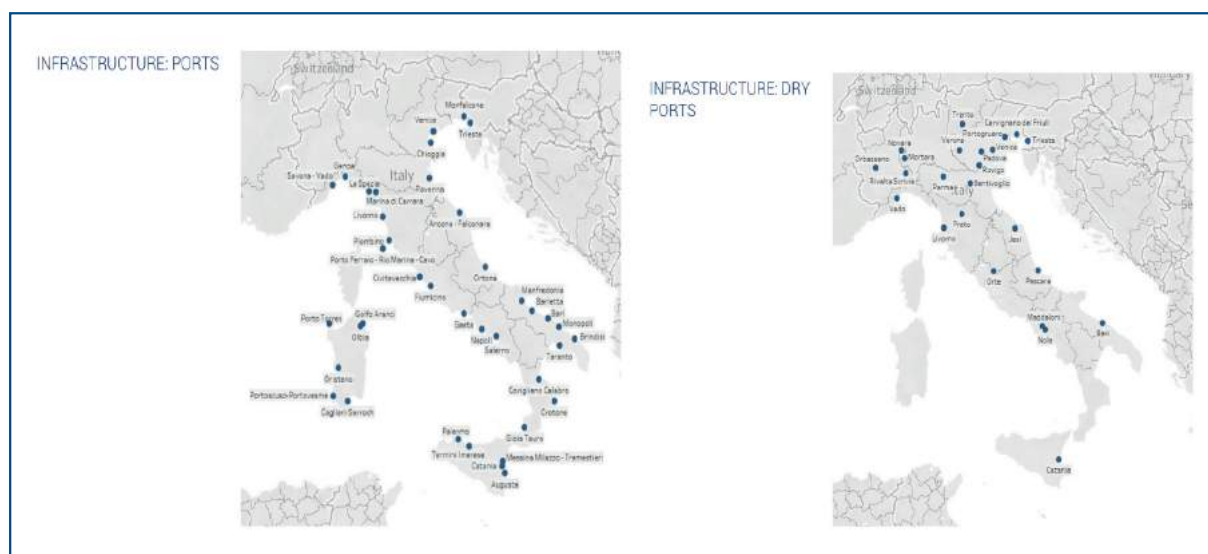 INFRASTRUCTURE: PORTS
Switzerland
Monfalcone
Venice
Trieste
Chioggia
Genoa
Italy
Savona - Vado
La Spezia
Ravenna
Marina di Carrara
Livorno
Ancona - Falconara
Piombino
Porto Ferraio - Rio Marina - Cavo
Civitavecchia
Ortona
Fiumicino
Manfredonia
Barletta
Porto Torres
Golfo Aranci
Gaeta
Bari
Olbia
Napoli
Monopoli
Salerno
Brindisi
Taranto
Oristano
Corigliano Calabro
Portoscuso-Portovesme
Crotone
Cagliari-Sarroch
Gioia Tauro
Palermo
Termini Imerese
Messina Milazzo - Tremestieri
Catania
Augusta
INFRASTRUCTURE: DRY
PORTS
Switzerland
Trento
Cervignano del Friuli
Portogruaro
Novara
Verona
Venice
Trieste
Mortara
Padova
Orbassano
Rovigo
Rivalta Scrivia
Parma
Bentivoglio
Italy
Vado
Prato
Livorno
Jesi
Orte
Pescara
Maddaloni
Nola
Bari
Catania